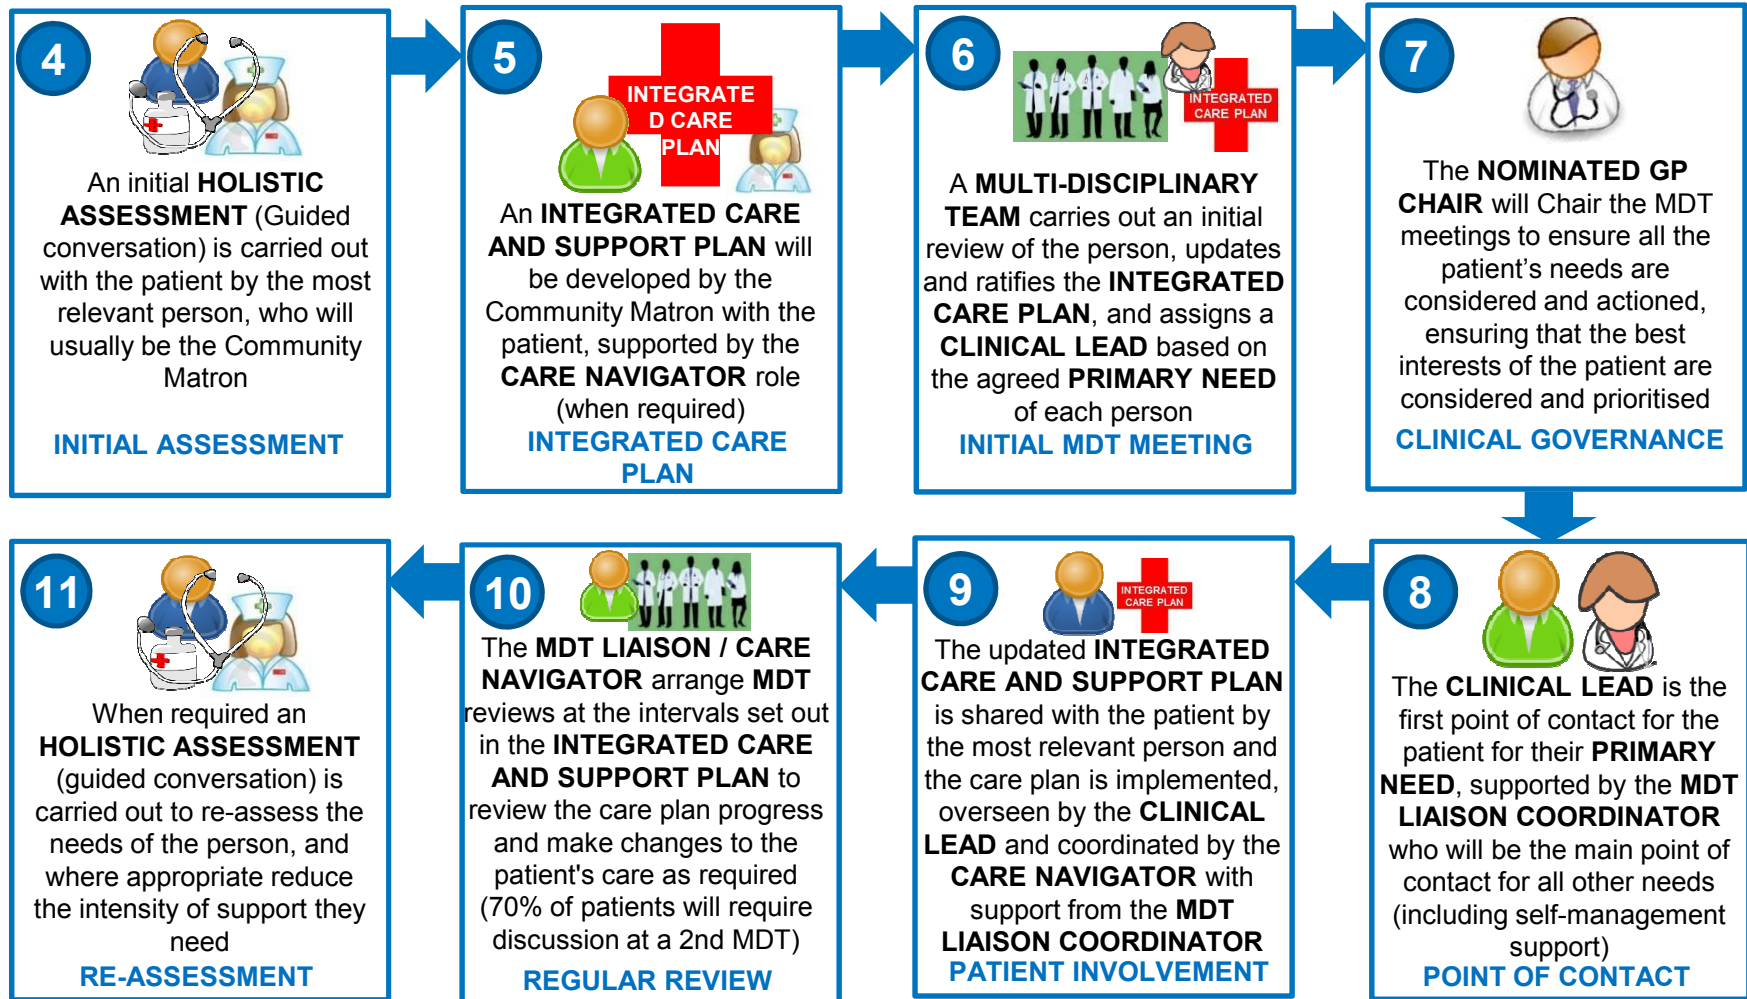 4
An initial HOLISTIC
ASSESSMENT (Guided
conversation) is carried out
with the patient by the most
relevant person, who will
usually be the Community
Matron
INITIAL ASSESSMENT
5
INTEGRATE
D CARE
PLAN
An INTEGRATED CARE
AND SUPPORT PLAN will
be developed by the
Community Matron with the
patient, supported by the
CARE NAVIGATOR role
(when required)
INTEGRATED CARE
PLAN
6
INTEGRATED
CARE PLAN
A MULTI-DISCIPLINARY
TEAM carries out an initial
review of the person, updates
and ratifies the INTEGRATED
CARE PLAN, and assigns a
CLINICAL LEAD based on
the agreed PRIMARY NEED
of each person
INITIAL MDT MEETING
7
The NOMINATED GP
CHAIR will Chair the MDT
meetings to ensure all the
patient’s needs are
considered and actioned,
ensuring that the best
interests of the patient are
considered and prioritised
CLINICAL GOVERNANCE
8
The CLINICAL LEAD is the
first point of contact for the
patient for their PRIMARY
NEED, supported by the MDT
LIAISON COORDINATOR
who will be the main point of
contact for all other needs
(including self-management
support)
POINT OF CONTACT
9
INTEGRATED
CARE PLAN
The updated INTEGRATED
CARE AND SUPPORT PLAN
is shared with the patient by
the most relevant person and
the care plan is implemented,
overseen by the CLINICAL
LEAD and coordinated by the
CARE NAVIGATOR with
support from the MDT
LIAISON COORDINATOR
PATIENT INVOLVEMENT
10
The MDT LIAISON / CARE
NAVIGATOR arrange MDT
reviews at the intervals set out
in the INTEGRATED CARE
AND SUPPORT PLAN to
review the care plan progress
and make changes to the
patient's care as required
(70% of patients will require
discussion at a 2nd MDT)
REGULAR REVIEW
11
When required an
HOLISTIC ASSESSMENT
(guided conversation) is
carried out to re-assess the
needs of the person, and
where appropriate reduce
the intensity of support they
need
RE-ASSESSMENT